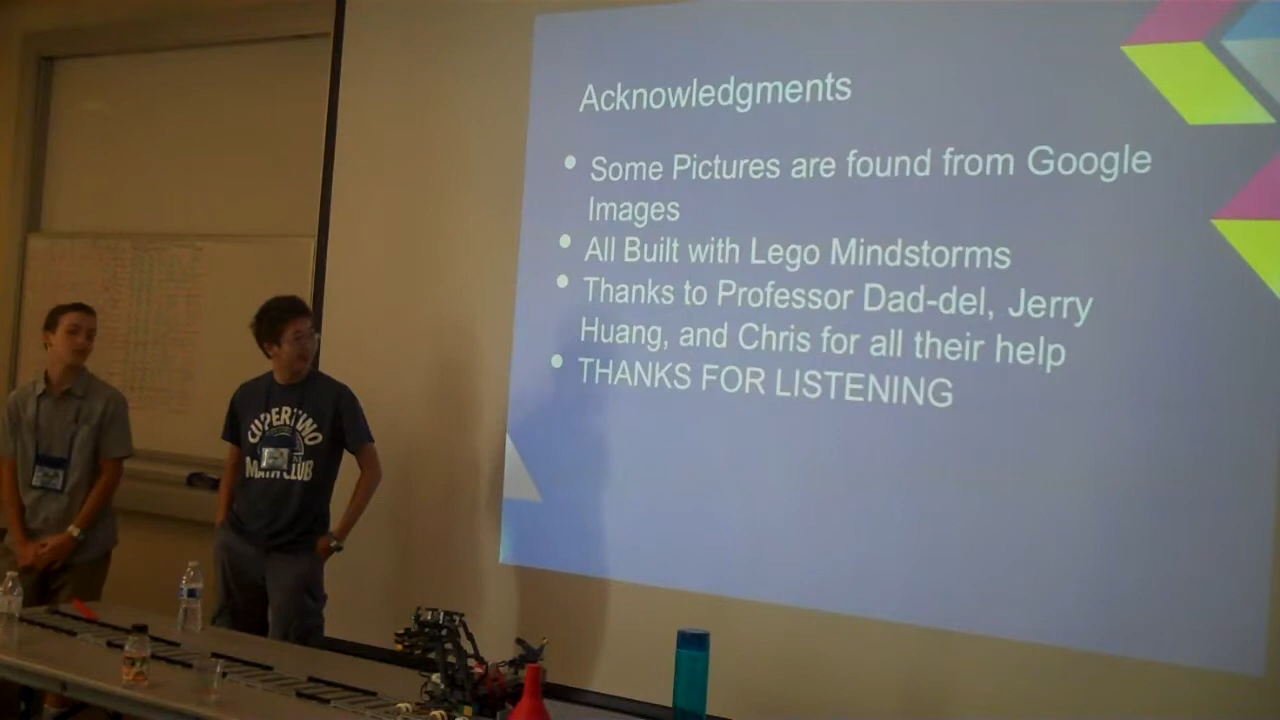 Acknowledgments
Some Pictures are found from Google
Images
All Built with Lego Mindstorms
Thanks to Professor Dad-del, Jerry
Huang, and Chris for all their help
THANKS FOR LISTENING
CUPERTINO
MATH CLUB